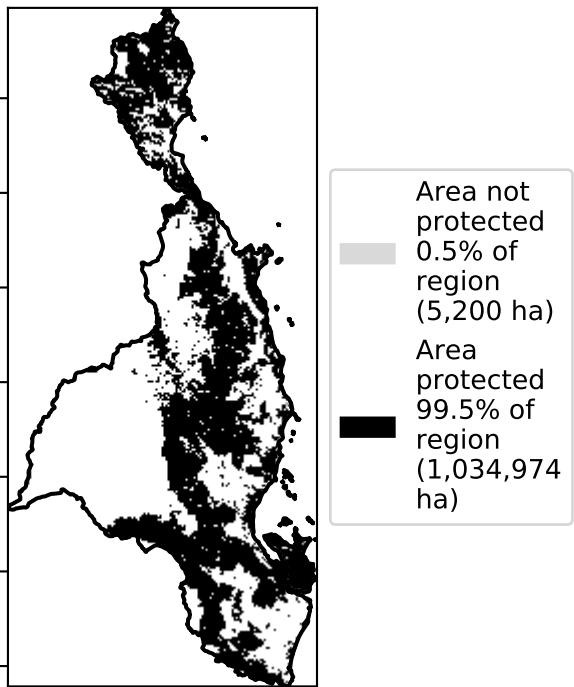 Area not
protected
0.5% of
region
(5,200 ha)
Area
protected
99.5% of
region
(1,034,974
ha)